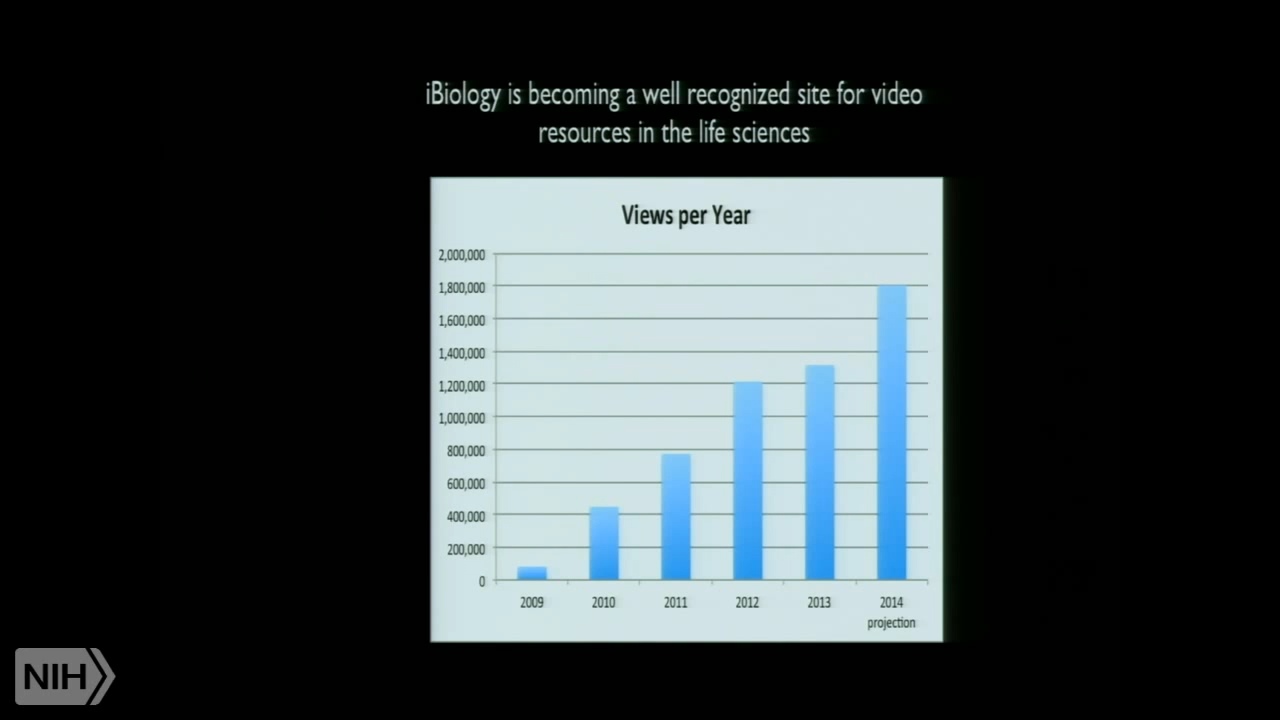 iBiology is becoming a well recognized site for video
resources in the life sciences
Views per Year
2,000,000
1,800,000
1,600,000
1,400,000
1,200,000
1,000,000
800,000
600,000
400,000
200,000
0
2009 2010 2011 2012 2013 2014
projection
NIH